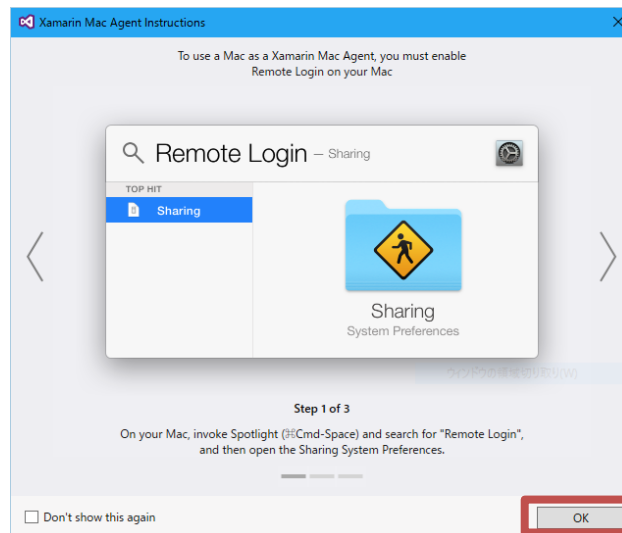 Xamarin Mac Agent Instructions
To use a Mac as a Xamarin Mac Agent, you must enable
Remote Login on your Mac
Remote Login – Sharing
TOP HIT
Sharing
Sharing
System Preferences
Step 1 of 3
On your Mac, invoke Spotlight (⌘Cmd-Space) and search for "Remote Login",
and then open the Sharing System Preferences.
Don't show this again
OK